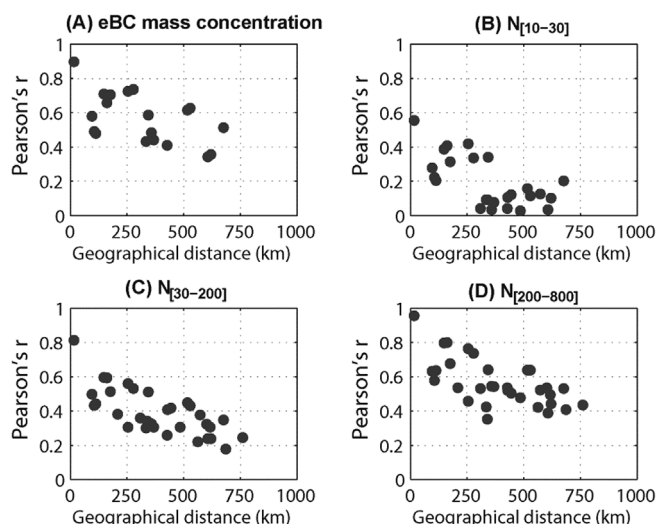 (A) eBC mass concentration
1
0.8
0.6
0.4
0.2
0
Pearson's r
0 250 500 750 1000
Geographical distance (km)
(B) N[10−30]
1
0.8
0.6
0.4
0.2
0
Pearson's r
0 250 500 750 1000
Geographical distance (km)
(C) N[30−200]
1
0.8
0.6
0.4
0.2
0
Pearson's r
0 250 500 750 1000
Geographical distance (km)
(D) N[200−800]
1
0.8
0.6
0.4
0.2
0
Pearson's r
0 250 500 750 1000
Geographical distance (km)